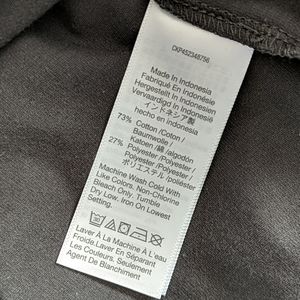 CKP452348756
Made In Indonesia
Fabriqué En Indonésie
Hergestellt In Indonesien
Vervaardigd In Indonesië
インドネシア製
hecho en Indonesia
73% Cotton /Coton /
Baumwolle /
Katoen /綿 /algodón
27% Polyester /Polyester /
Polyester /Polyester /
ポリエステル /poliéster
Machine Wash Cold With
Like Colors. Non-Chlorine
Bleach Only. Tumble
Dry Low. Iron On Lowest
Setting.
Laver À La Machine À L'eau
Froide.Laver En Machine
Les Couleurs. Seulement
Agent De Blanchiment